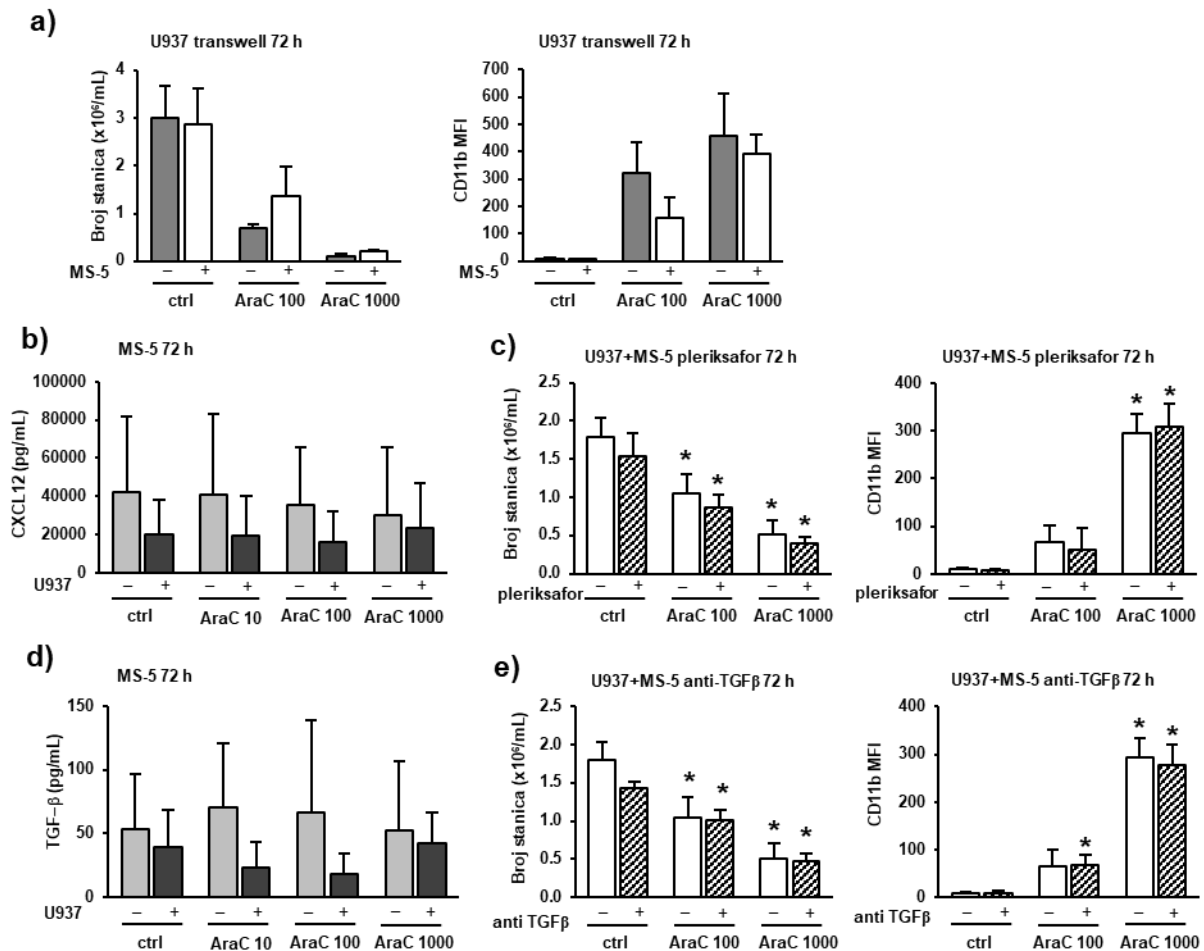 a)
U937 transwell 72 h
Broj stanica (x10⁶/mL)
4
3
2
1
0
MS-5 – + – + – +
ctrl AraC 100 AraC 1000
U937 transwell 72 h
CD11b MFI
700
600
500
400
300
200
100
0
MS-5 – + – + – +
ctrl AraC 100 AraC 1000
b)
MS-5 72 h
CXCL12 (pg/mL)
100000
80000
60000
40000
20000
0
U937 – + – + – + – +
ctrl AraC 10 AraC 100 AraC 1000
c)
U937+MS-5 pleriksafor 72 h
Broj stanica (x10⁶/mL)
2.5
2.0
1.5
1.0
0.5
0.0
* * * *
pleriksafor – + – + – +
ctrl AraC 100 AraC 1000
U937+MS-5 pleriksafor 72 h
CD11b MFI
400
300
200
100
0
* *
pleriksafor – + – + – +
ctrl AraC 100 AraC 1000
d)
MS-5 72 h
TGF–β (pg/mL)
150
100
50
0
U937 – + – + – + – +
ctrl AraC 10 AraC 100 AraC 1000
e)
U937+MS-5 anti-TGFβ 72 h
Broj stanica (x10⁶/mL)
2.5
2.0
1.5
1.0
0.5
0.0
* * * *
anti TGFβ – + – + – +
ctrl AraC 100 AraC 1000
U937+MS-5 anti-TGFβ 72 h
CD11b MFI
400
300
200
100
0
* * *
anti TGFβ – + – + – +
ctrl AraC 100 AraC 1000